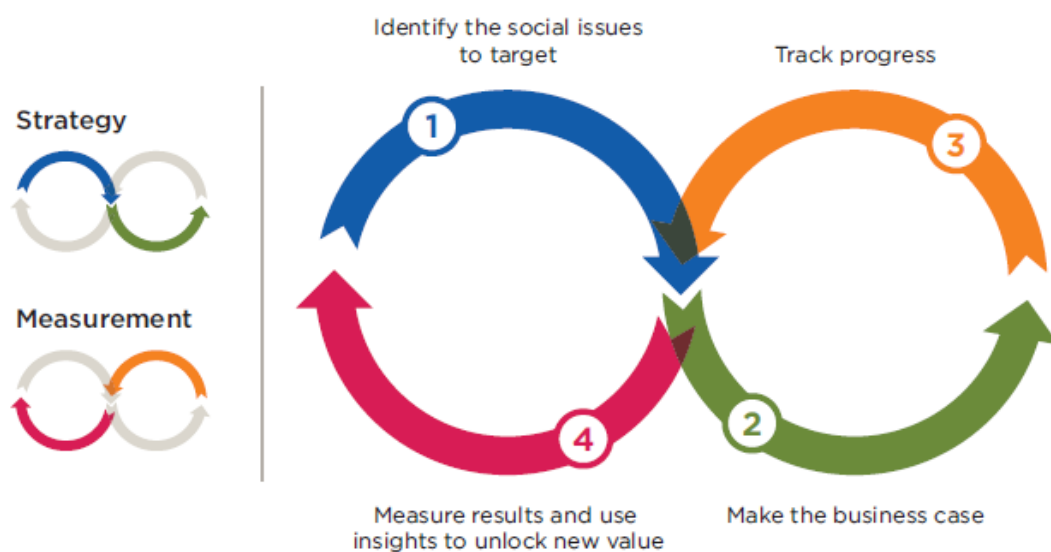 Strategy
Measurement
Identify the social issues
to target
Track progress
1
3
4
2
Measure results and use
insights to unlock new value
Make the business case